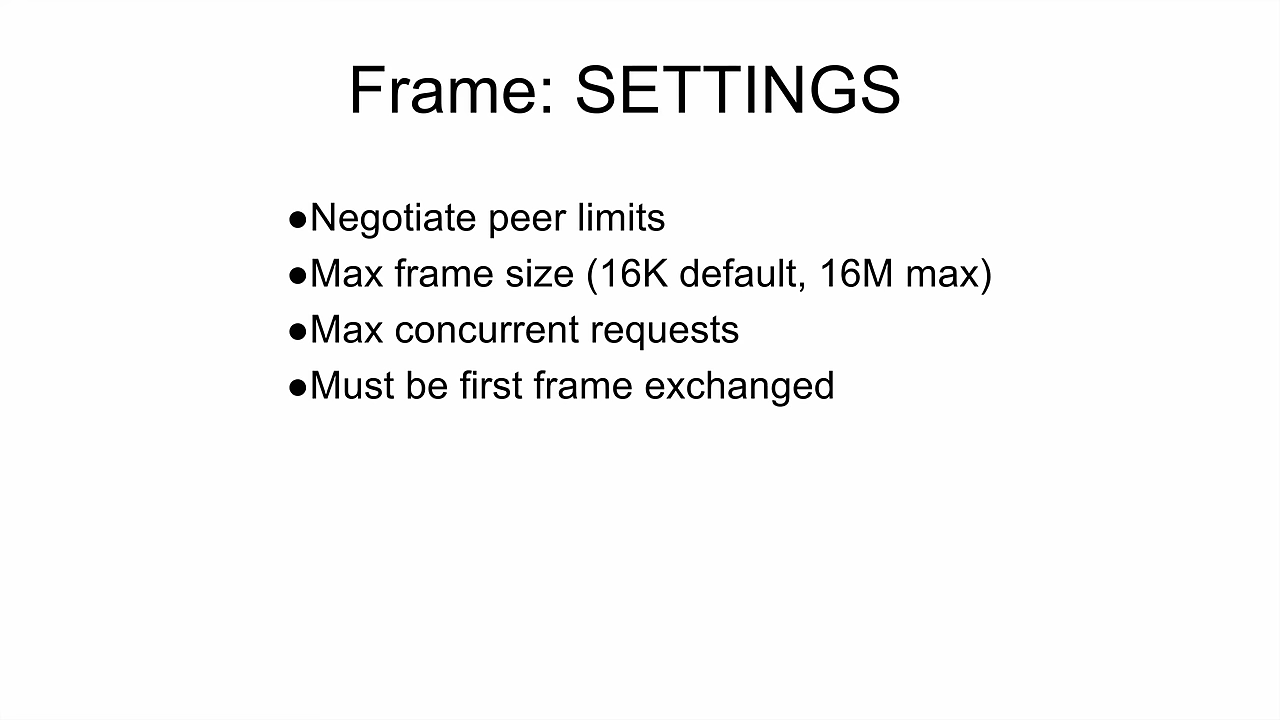 Frame: SETTINGS
●Negotiate peer limits
●Max frame size (16K default, 16M max)
●Max concurrent requests
●Must be first frame exchanged